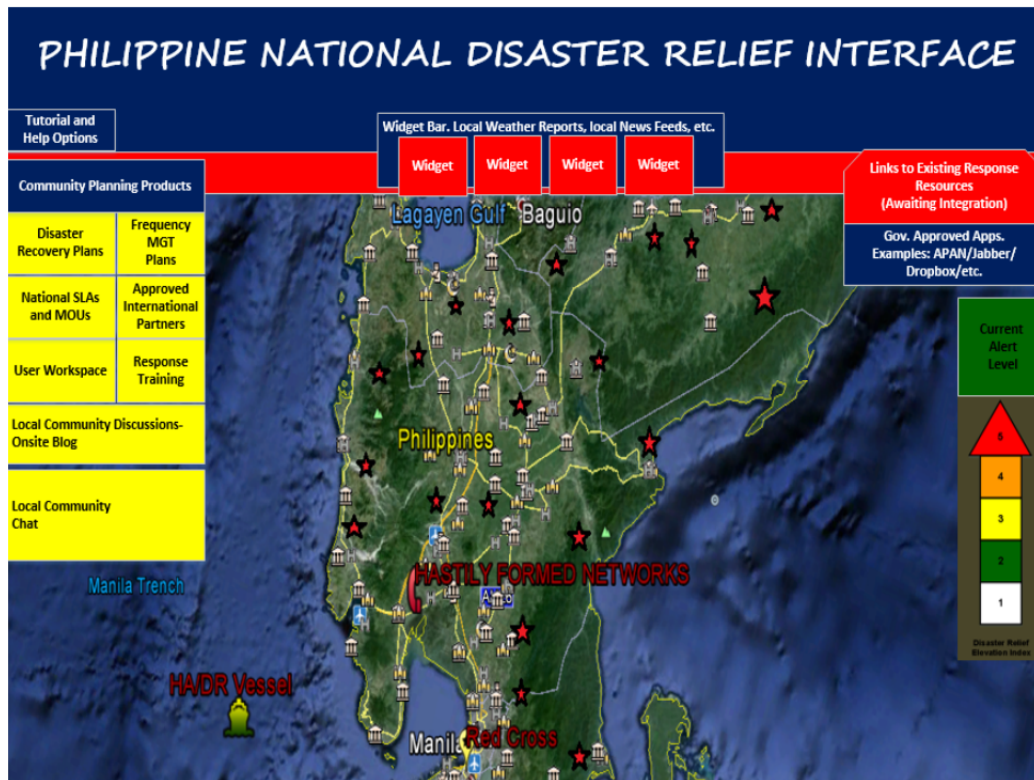 PHILIPPINE NATIONAL DISASTER RELIEF INTERFACE
Tutorial and
Help Options
Widget Bar. Local Weather Reports, local News Feeds, etc.
Widget
Widget
Widget
Widget
Community Planning Products
Disaster
Recovery Plans
Frequency
MGT
Plans
National SLAs
and MOUs
Approved
International
Partners
User Workspace
Response
Training
Local Community Discussions-
Onsite Blog
Local Community
Chat
Links to Existing Response
Resources
(Awaiting Integration)
Gov. Approved Apps.
Examples: APAN/Jabber/
Dropbox/etc.
Current
Alert
Level
5
4
3
2
1
Disaster Relief
Elevation Index
Lagayen Gulf
Baguio
Philippines
HASTILY FORMED NETWORKS
Manila Trench
HA/DR Vessel
Manila
Red Cross